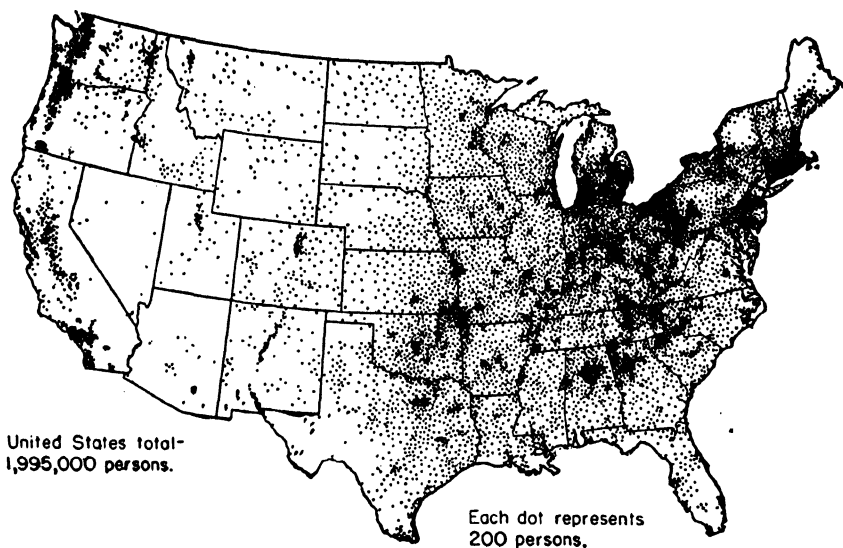 United States total-
1,995,000 persons.
Each dot represents
200 persons.